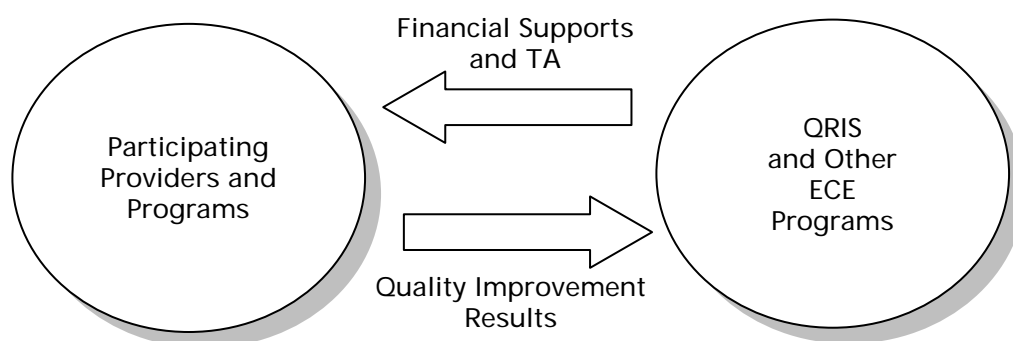 Financial Supports
and TA
Participating
Providers and
Programs
QRIS
and Other
ECE
Programs
Quality Improvement
Results